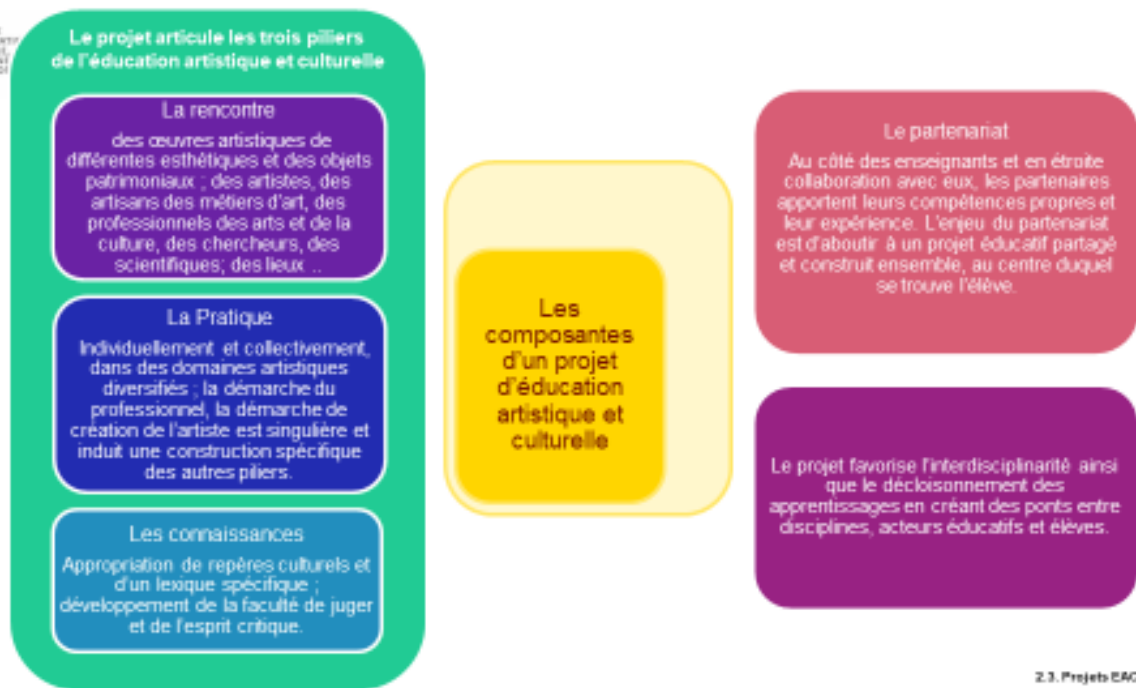 Le projet articule les trois piliers
de l'éducation artistique et culturelle
La rencontre
des œuvres artistiques de
différentes esthétiques et des objets
patrimoniaux ; des artistes, des
artisans des métiers d'art, des
professionnels des arts et de la
culture, des chercheurs, des
scientifiques; des lieux ..
La Pratique
Individuellement et collectivement,
dans des domaines artistiques
diversifiés ; la démarche du
professionnel, la démarche de
création de l'artiste est singulière et
induit une construction spécifique
des autres piliers.
Les connaissances
Appropriation de repères culturels et
d'un lexique spécifique ;
développement de la faculté de juger
et de l'esprit critique.
Les
composantes
d'un projet
d'éducation
artistique et
culturelle
Le partenariat
Au côté des enseignants et en étroite
collaboration avec eux, les partenaires
apportent leurs compétences propres et
leur expérience. L'enjeu du partenariat
est d'aboutir à un projet éducatif partagé
et construit ensemble, au centre duquel
se trouve l'élève.
Le projet favorise l'interdisciplinarité ainsi
que le décloisonnement des
apprentissages en créant des ponts entre
disciplines, acteurs éducatifs et élèves.
2.3. Projets EAC